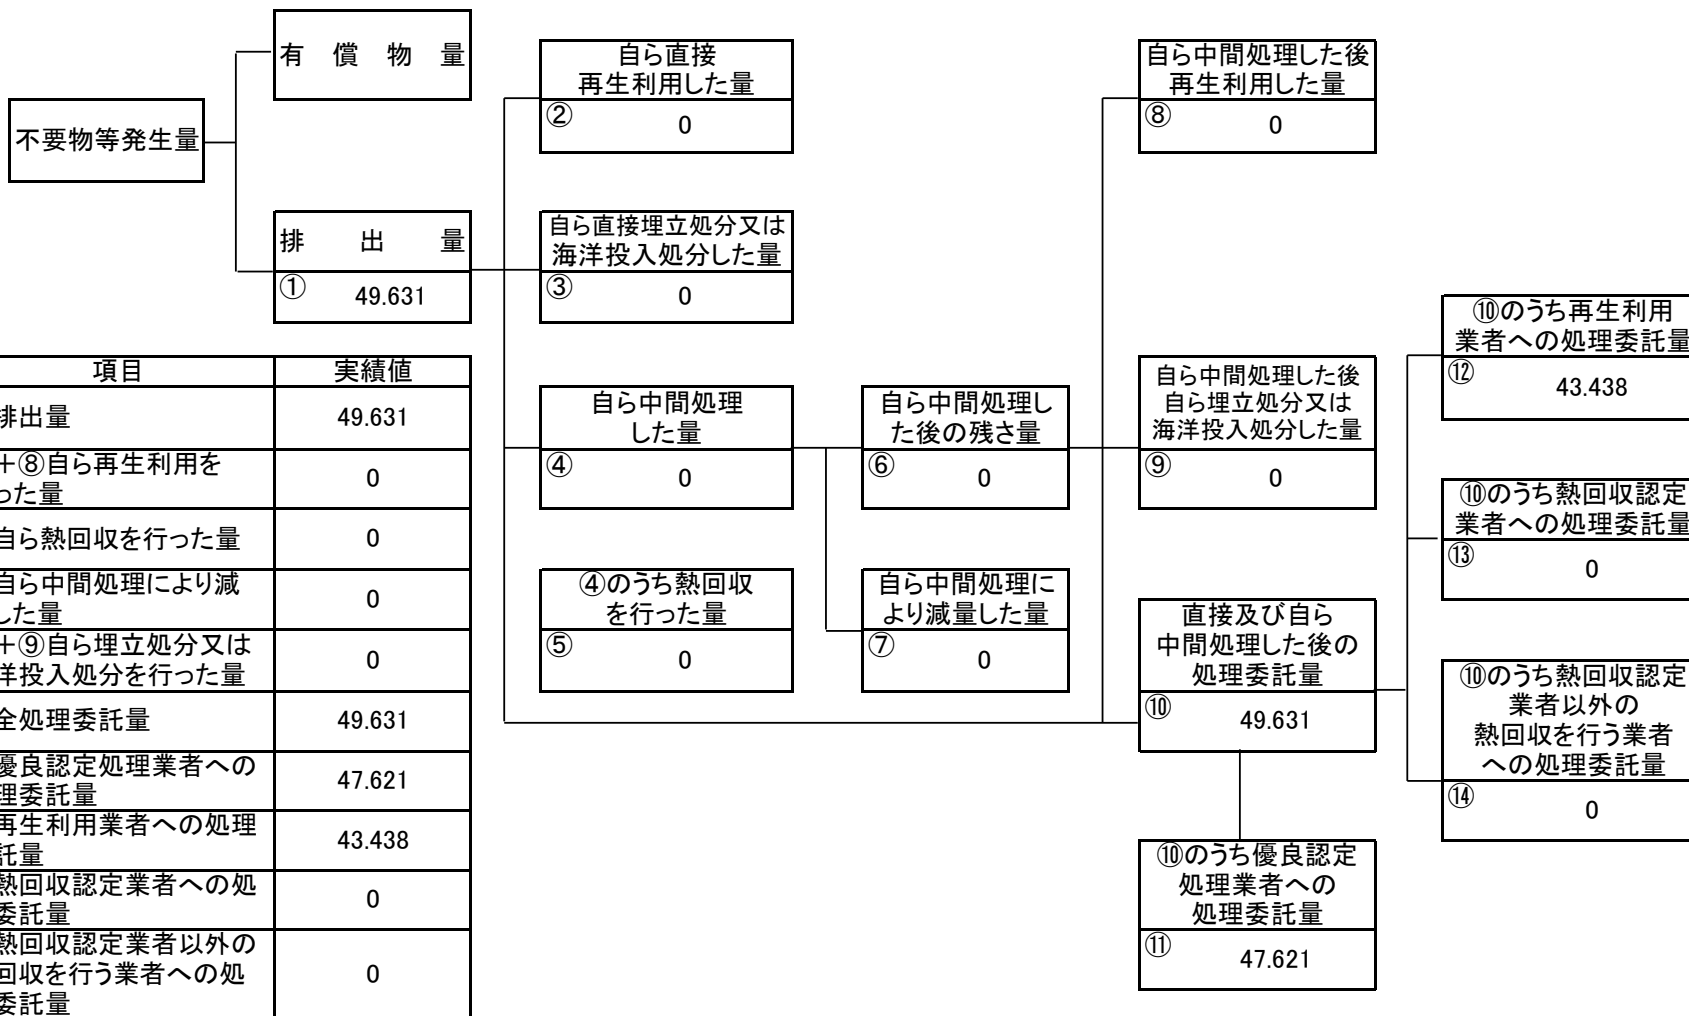 有償物量
不要物等発生量
排出量
① 49.631
自ら直接
再生利用した量
② 0
自ら直接埋立処分又は
海洋投入処分した量
③ 0
自ら中間処理
した量
④ 0
④のうち熱回収
を行った量
⑤ 0
自ら中間処理し
た後の残さ量
⑥ 0
自ら中間処理に
より減量した量
⑦ 0
自ら中間処理した後
再生利用した量
⑧ 0
自ら中間処理した後
自ら埋立処分又は
海洋投入処分した量
⑨ 0
直接及び自ら
中間処理した後の
処理委託量
⑩ 49.631
⑩のうち優良認定
処理業者への
処理委託量
⑪ 47.621
⑩のうち再生利用
業者への処理委託量
⑫ 43.438
⑩のうち熱回収認定
業者への処理委託量
⑬ 0
⑩のうち熱回収認定
業者以外の
熱回収を行う業者
への処理委託量
⑭ 0
項目 実績値
排出量 49.631
+⑧自ら再生利用を
った量 0
自ら熱回収を行った量 0
自ら中間処理により減
した量 0
+⑨自ら埋立処分又は
洋投入処分を行った量 0
全処理委託量 49.631
優良認定処理業者への
理委託量 47.621
再生利用業者への処理
託量 43.438
熱回収認定業者への処
委託量 0
熱回収認定業者以外の
回収を行う業者への処
委託量 0